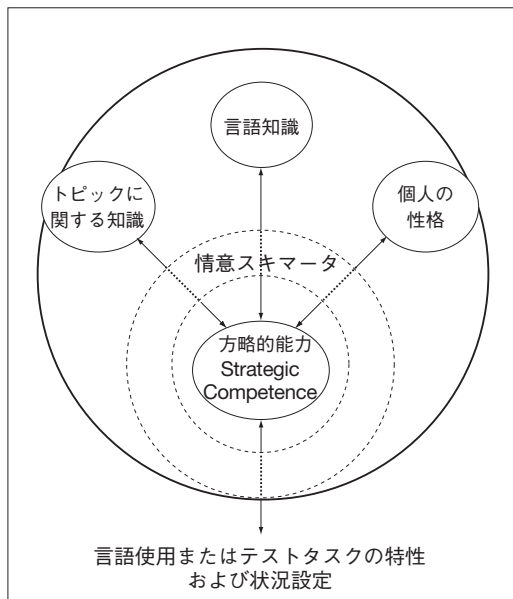 言語知識
トピックに
関する知識
個人の
性格
情意スキマータ
方略的能力
Strategic
Competence
言語使用またはテストタスクの特性
および状況設定